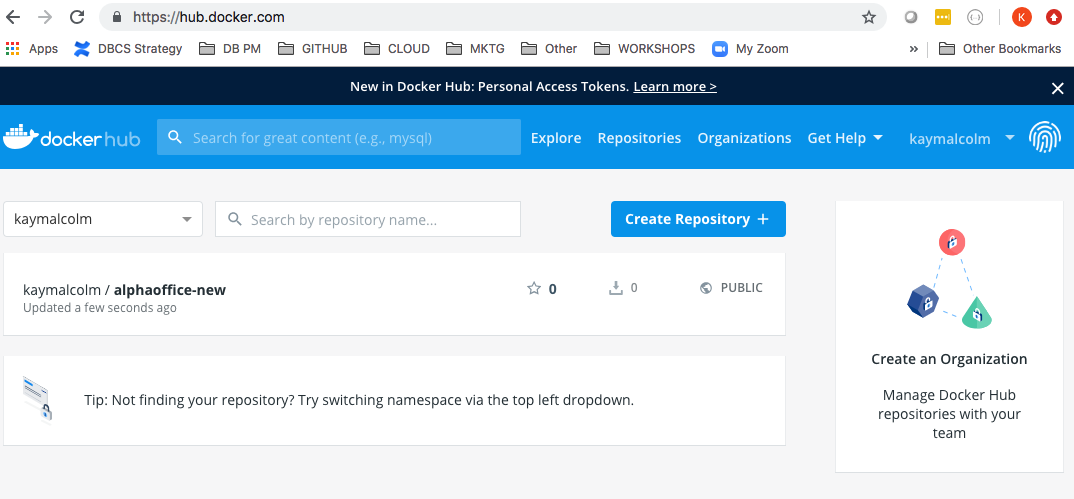 https://hub.docker.com
K
Apps DBCS Strategy DB PM GITHUB CLOUD MKTG Other WORKSHOPS My Zoom » Other Bookmarks
New in Docker Hub: Personal Access Tokens. Learn more >
dockerhub Search for great content (e.g., mysql) Explore Repositories Organizations Get Help kaymalcolm
kaymalcolm Search by repository name... Create Repository +
kaymalcolm / alphaoffice-new 0 0 PUBLIC
Updated a few seconds ago
Tip: Not finding your repository? Try switching namespace via the top left dropdown.
Create an Organization
Manage Docker Hub
repositories with your
team